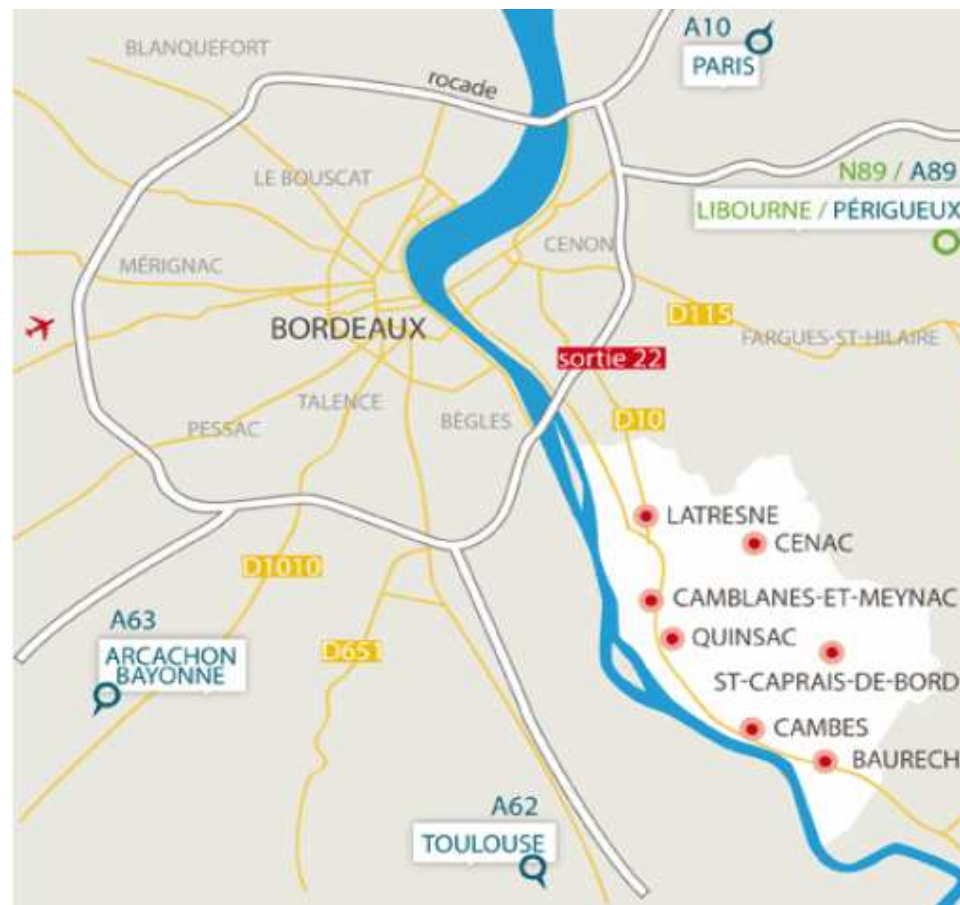 A10
PARIS
BLANQUEFORT
rocade
N89 / A89
LIBOURNE / PÉRIGUEUX
LE BOUSCAT
CENON
MÉRIGNAC
D115
BORDEAUX
FARGUES-ST-HILAIRE
sortie 22
TALENCE
BÈGLES
D10
PESSAC
LATRESNE
CENAC
D1010
CAMBLANES-ET-MEYNAC
A63
QUINSAC
ARCACHON
BAYONNE
D651
ST-CAPRAIS-DE-BORD
CAMBES
BAURECH
A62
TOULOUSE